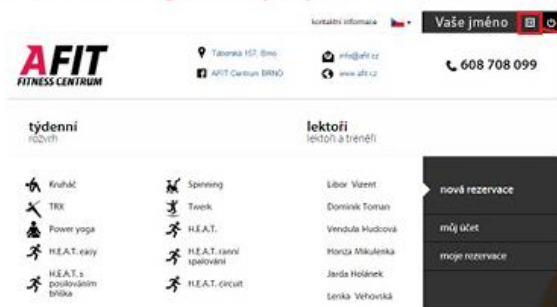 kontaktní informace
Vaše jméno
AFIT
FITNESS CENTRUM
Táborská 157, Brno
AFIT Centrum BRNO
info@afit.cz
www.afit.cz
608 708 099
týdenní
rozvrh
lektoři
lektoři a trenéři
Kruháč
TRX
Power yoga
H.E.A.T. easy
H.E.A.T. s
posilováním
bříška
Spinning
Twerk
H.E.A.T.
H.E.A.T. ranní
spalování
H.E.A.T. circuit
Libor Vizent
Dominik Toman
Vendula Hudcová
Honza Mikulenka
Jarda Holánek
Lenka Vehovská
nová rezervace
můj účet
moje rezervace